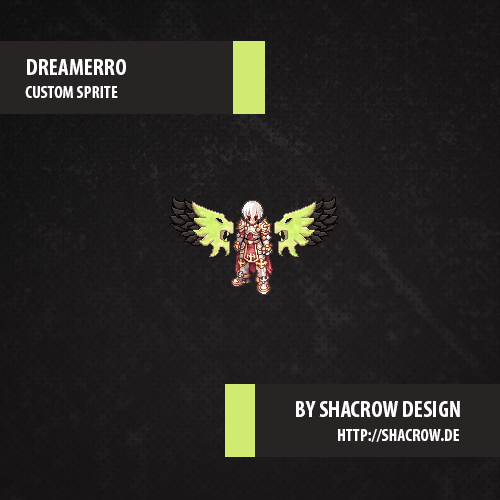 DREAMERRO
CUSTOM SPRITE
BY SHACROW DESIGN
HTTP://SHACROW.DE